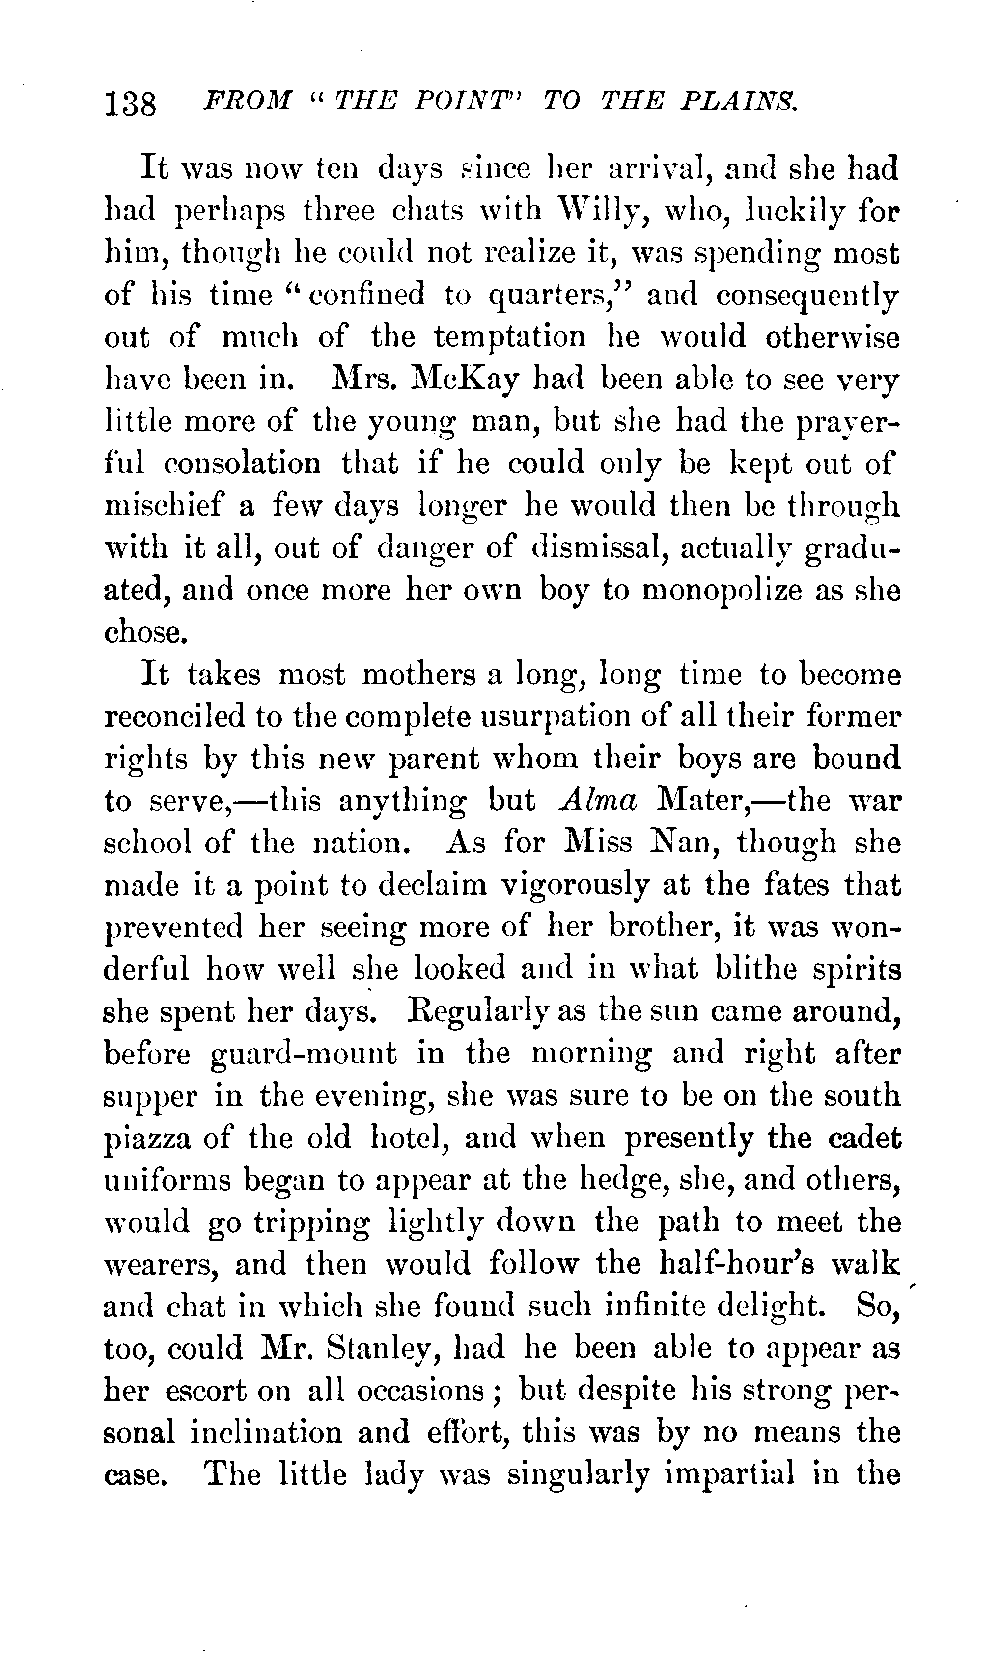 138 FROM “ THE POINT” TO THE PLAINS.
It was now ten days since her arrival, and she had
had perhaps three chats with Willy, who, luckily for
him, though he could not realize it, was spending most
of his time “confined to quarters,” and consequently
out of much of the temptation he would otherwise
have been in. Mrs. McKay had been able to see very
little more of the young man, but she had the prayer-
ful consolation that if he could only be kept out of
mischief a few days longer he would then be through
with it all, out of danger of dismissal, actually gradu-
ated, and once more her own boy to monopolize as she
chose.
It takes most mothers a long, long time to become
reconciled to the complete usurpation of all their former
rights by this new parent whom their boys are bound
to serve,—this anything but Alma Mater,—the war
school of the nation. As for Miss Nan, though she
made it a point to declaim vigorously at the fates that
prevented her seeing more of her brother, it was won-
derful how well she looked and in what blithe spirits
she spent her days. Regularly as the sun came around,
before guard-mount in the morning and right after
supper in the evening, she was sure to be on the south
piazza of the old hotel, and when presently the cadet
uniforms began to appear at the hedge, she, and others,
would go tripping lightly down the path to meet the
wearers, and then would follow the half-hour’s walk
and chat in which she found such infinite delight. So,
too, could Mr. Stanley, had he been able to appear as
her escort on all occasions ; but despite his strong per-
sonal inclination and effort, this was by no means the
case. The little lady was singularly impartial in the